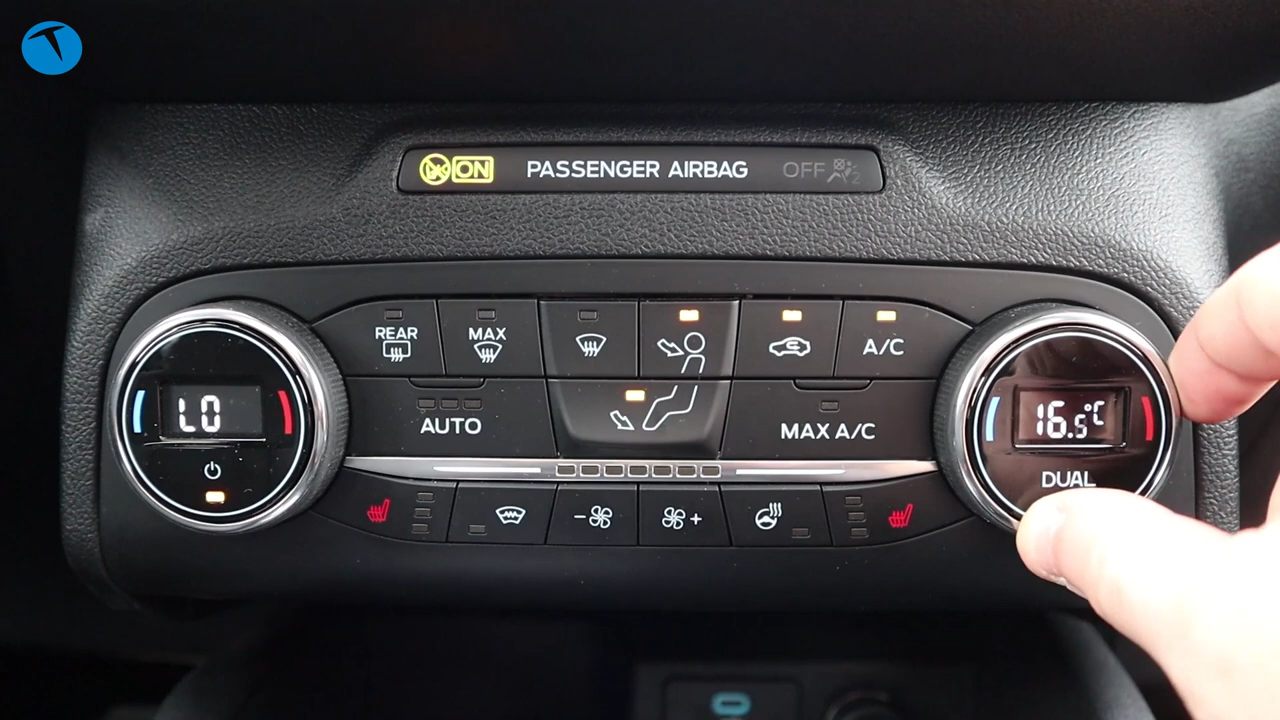 ON PASSENGER AIRBAG OFF
REAR
MAX
A/C
LO
AUTO
MAX A/C
16.5°C
DUAL